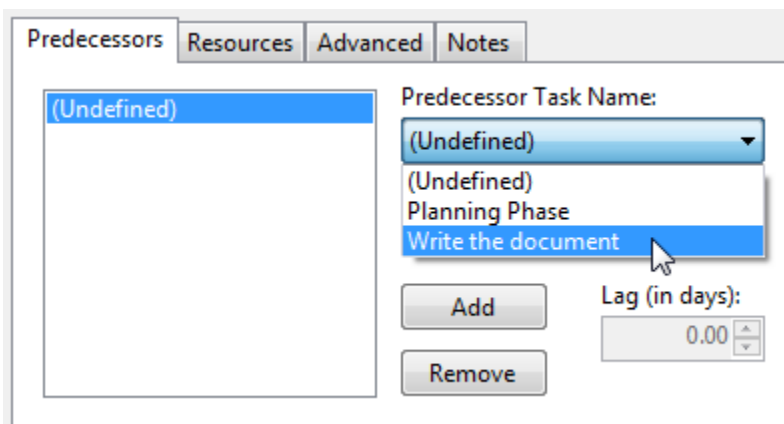 Predecessors Resources Advanced Notes
(Undefined)
Predecessor Task Name:
(Undefined)
(Undefined)
Planning Phase
Write the document
Add
Lag (in days):
0.00
Remove